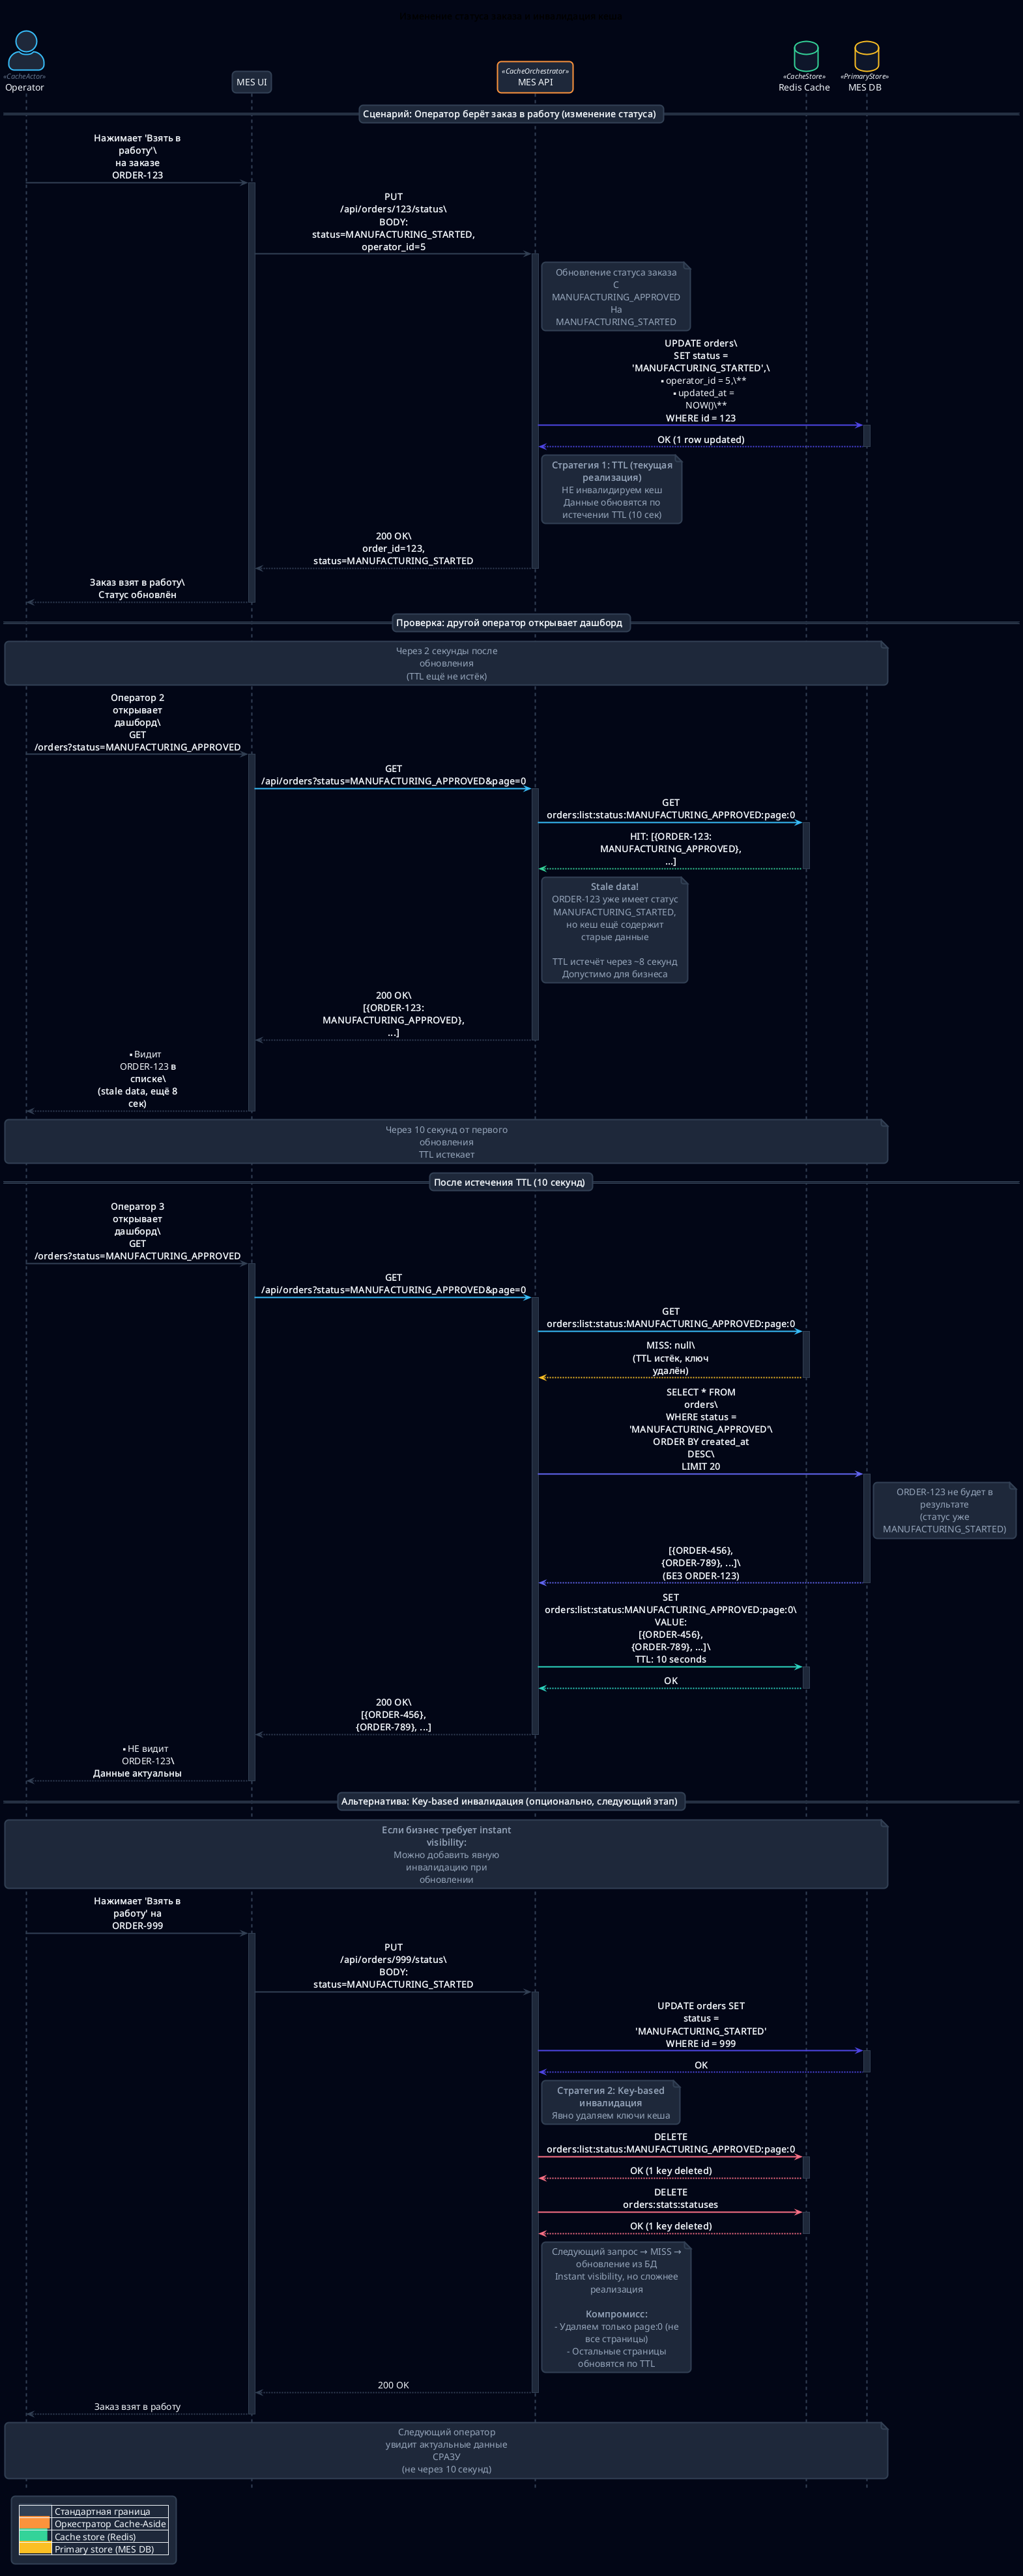 Изменение статуса заказа и инвалидация кеша
«CacheActor»
Operator
MES UI
«CacheOrchestrator»
MES API
«CacheStore»
Redis Cache
«PrimaryStore»
MES DB
Сценарий: Оператор берёт заказ в работу (изменение статуса)
Нажимает 'Взять в
работу'\
на заказе
ORDER-123
PUT
/api/orders/123/status\
BODY:
status=MANUFACTURING_STARTED,
operator_id=5
Обновление статуса заказа
С
MANUFACTURING_APPROVED
На
MANUFACTURING_STARTED
UPDATE orders\
SET status =
'MANUFACTURING_STARTED',\
• operator_id = 5,\**
• updated_at =
NOW()\**
WHERE id = 123
OK (1 row updated)
Стратегия 1: TTL (текущая
реализация)
НЕ инвалидируем кеш
Данные обновятся по
истечении TTL (10 сек)
200 OK\
order_id=123,
status=MANUFACTURING_STARTED
Заказ взят в работу\
Статус обновлён
Проверка: другой оператор открывает дашборд
Через 2 секунды после
обновления
(TTL ещё не истёк)
Оператор 2
открывает
дашборд\
GET
/orders?status=MANUFACTURING_APPROVED
GET
/api/orders?status=MANUFACTURING_APPROVED&page=0
GET
orders:list:status:MANUFACTURING_APPROVED:page:0
HIT: [{ORDER-123:
MANUFACTURING_APPROVED},
...]
Stale data!
ORDER-123 уже имеет статус
MANUFACTURING_STARTED,
но кеш ещё содержит
старые данные
TTL истечёт через ~8 секунд
Допустимо для бизнеса
200 OK\
[{ORDER-123:
MANUFACTURING_APPROVED},
...]
• Видит
ORDER-123 в
списке\
(stale data, ещё 8
сек)
Через 10 секунд от первого
обновления
TTL истекает
После истечения TTL (10 секунд)
Оператор 3
открывает
дашборд\
GET
/orders?status=MANUFACTURING_APPROVED
GET
/api/orders?status=MANUFACTURING_APPROVED&page=0
GET
orders:list:status:MANUFACTURING_APPROVED:page:0
MISS: null\
(TTL истёк, ключ
удалён)
SELECT * FROM
orders\
WHERE status =
'MANUFACTURING_APPROVED'\
ORDER BY created_at
DESC\
LIMIT 20
ORDER-123 не будет в
результате
(статус уже
MANUFACTURING_STARTED)
[{ORDER-456},
{ORDER-789}, ...]\
(БЕЗ ORDER-123)
SET
orders:list:status:MANUFACTURING_APPROVED:page:0\
VALUE:
[{ORDER-456},
{ORDER-789}, ...]\
TTL: 10 seconds
OK
200 OK\
[{ORDER-456},
{ORDER-789}, ...]
• НЕ видит
ORDER-123\
Данные актуальны
Альтернатива: Key-based инвалидация (опционально, следующий этап)
Если бизнес требует instant
visibility:
Можно добавить явную
инвалидацию при
обновлении
Нажимает 'Взять в
работу' на
ORDER-999
PUT
/api/orders/999/status\
BODY:
status=MANUFACTURING_STARTED
UPDATE orders SET
status =
'MANUFACTURING_STARTED'
WHERE id = 999
OK
Стратегия 2: Key-based
инвалидация
Явно удаляем ключи кеша
DELETE
orders:list:status:MANUFACTURING_APPROVED:page:0
OK (1 key deleted)
DELETE
orders:stats:statuses
OK (1 key deleted)
Следующий запрос → MISS →
обновление из БД
Instant visibility, но сложнее
реализация
Компромисс:
- Удаляем только page:0 (не
все страницы)
- Остальные страницы
обновятся по TTL
200 OK
Заказ взят в работу
Следующий оператор
увидит актуальные данные
СРАЗУ
(не через 10 секунд)
Стандартная граница
Оркестратор Cache-Aside
Cache store (Redis)
Primary store (MES DB)